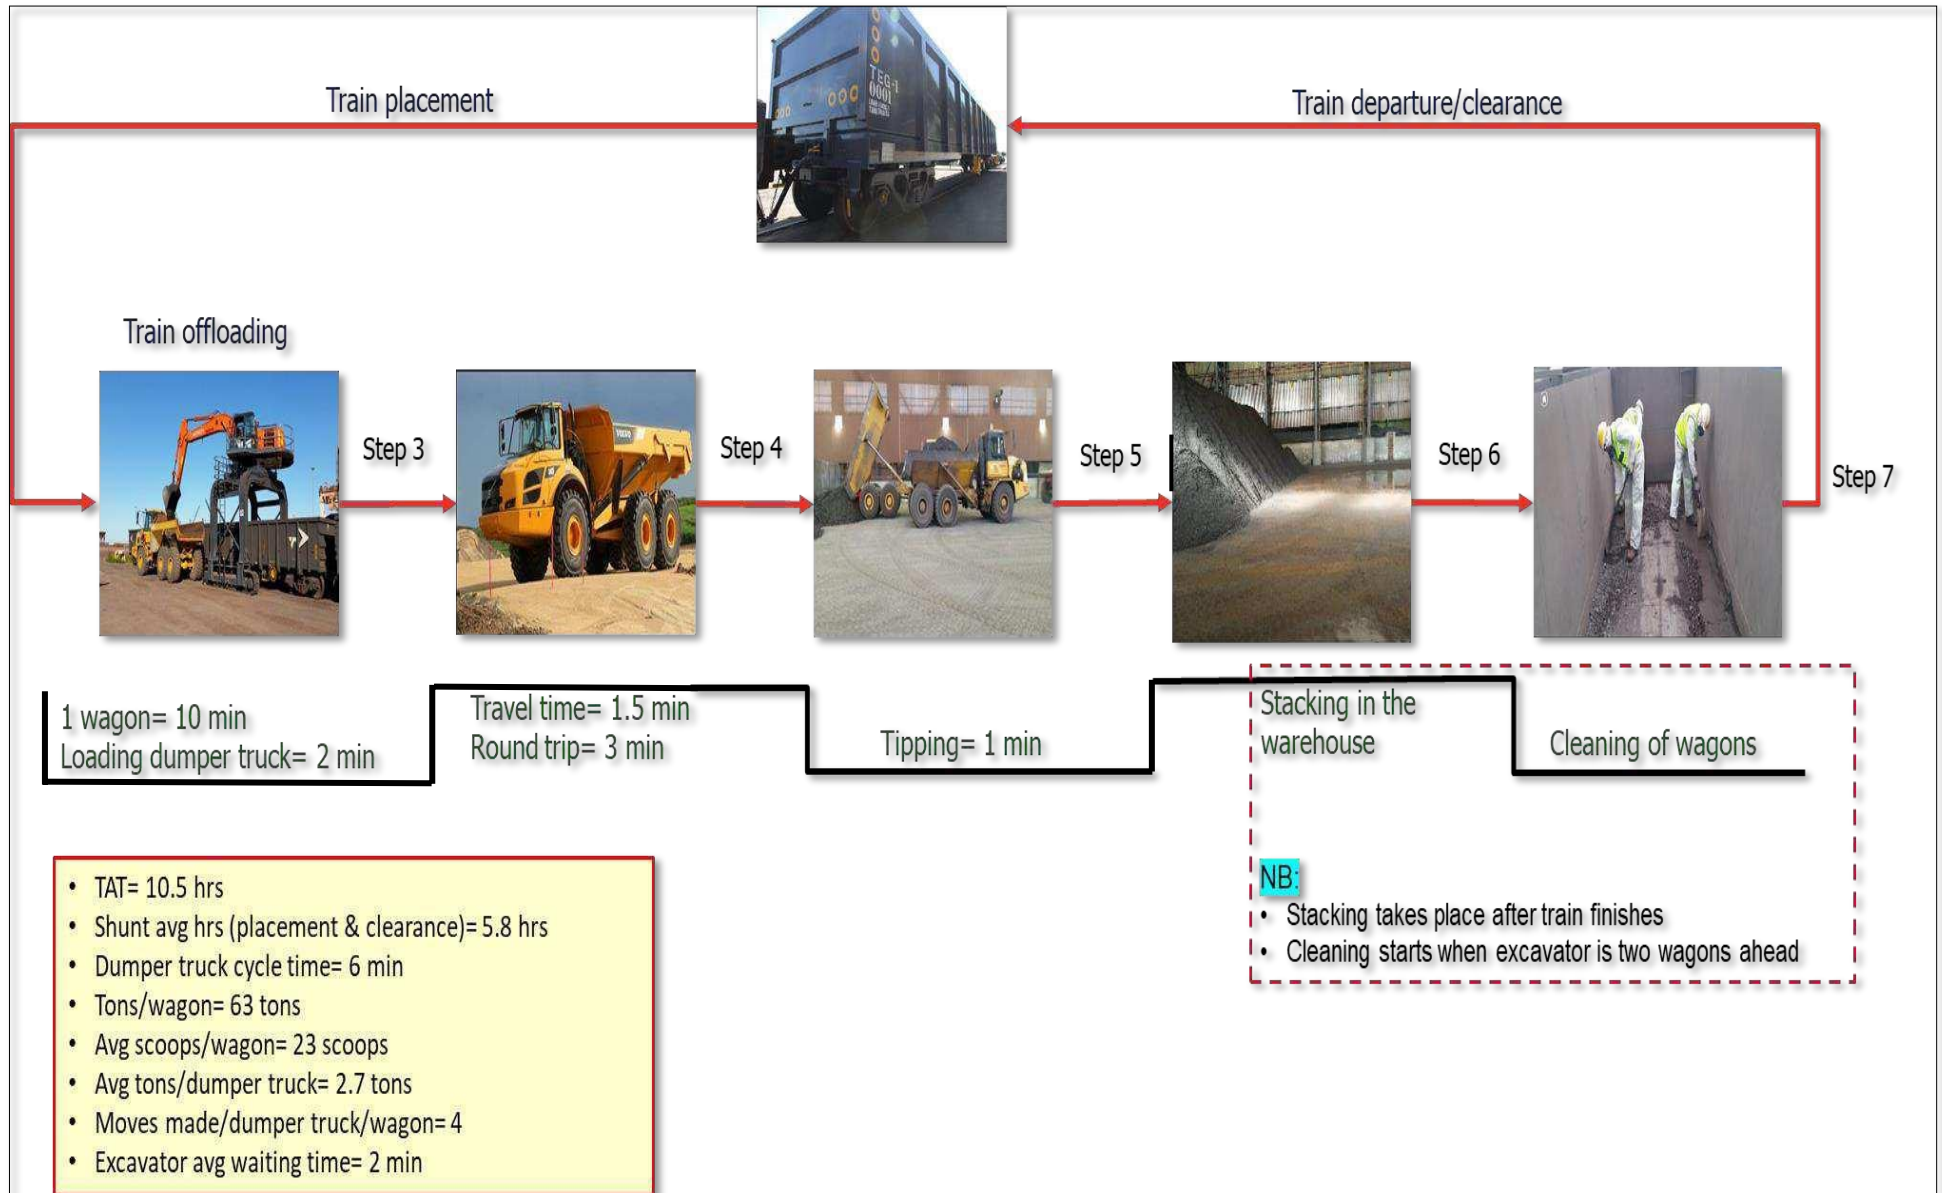 Train placement
Train departure/clearance
TEG-1
0001
Train offloading
Step 3
VOLVO
Step 4
Step 5
Step 6
Step 7
1 wagon= 10 min
Loading dumper truck= 2 min
Travel time= 1.5 min
Round trip= 3 min
Tipping= 1 min
Stacking in the
warehouse
Cleaning of wagons
• TAT= 10.5 hrs
• Shunt avg hrs (placement & clearance)= 5.8 hrs
• Dumper truck cycle time= 6 min
• Tons/wagon= 63 tons
• Avg scoops/wagon= 23 scoops
• Avg tons/dumper truck= 2.7 tons
• Moves made/dumper truck/wagon= 4
• Excavator avg waiting time= 2 min
NB:
• Stacking takes place after train finishes
• Cleaning starts when excavator is two wagons ahead